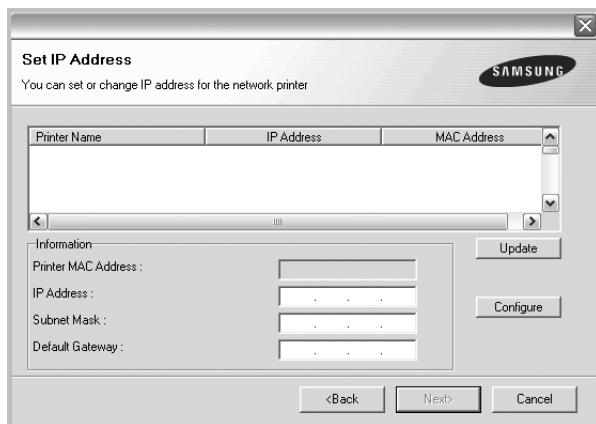 Set IP Address
You can set or change IP address for the network printer
SAMSUNG
Printer Name IP Address MAC Address
Information
Update
Printer MAC Address :
IP Address :
Configure
Subnet Mask :
Default Gateway :
<Back Next> Cancel